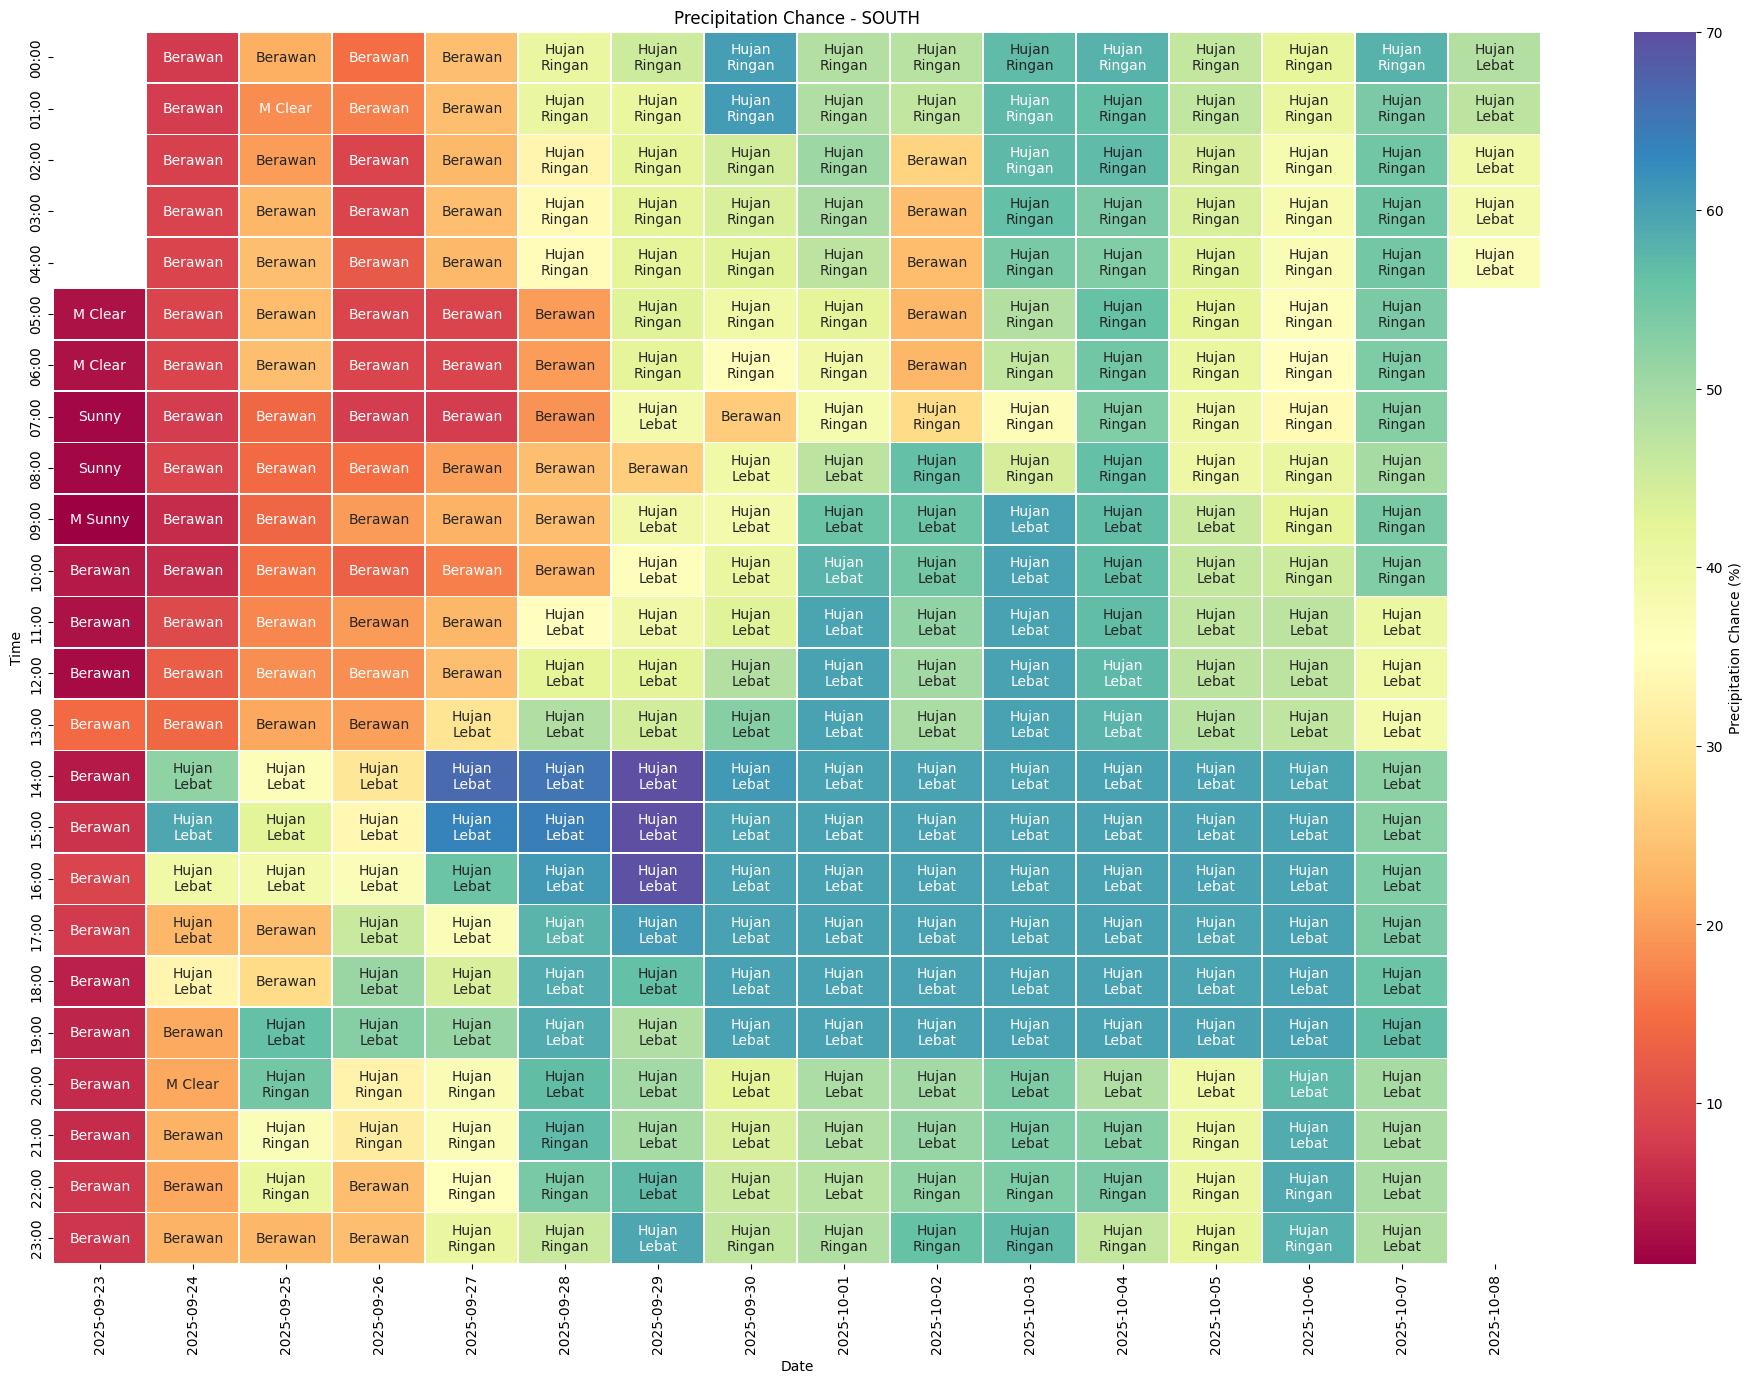 Precipitation Chance - SOUTH
00:00 Berawan Berawan Berawan Berawan Hujan Ringan Hujan Ringan Hujan Ringan Hujan Ringan Hujan Ringan Hujan Ringan Hujan Ringan Hujan Ringan Hujan Ringan Hujan Ringan Hujan Lebat
01:00 Berawan M Clear Berawan Berawan Hujan Ringan Hujan Ringan Hujan Ringan Hujan Ringan Hujan Ringan Hujan Ringan Hujan Ringan Hujan Ringan Hujan Ringan Hujan Ringan Hujan Lebat
02:00 Berawan Berawan Berawan Berawan Hujan Ringan Hujan Ringan Hujan Ringan Hujan Ringan Berawan Hujan Ringan Hujan Ringan Hujan Ringan Hujan Ringan Hujan Ringan Hujan Lebat
03:00 Berawan Berawan Berawan Berawan Hujan Ringan Hujan Ringan Hujan Ringan Hujan Ringan Berawan Hujan Ringan Hujan Ringan Hujan Ringan Hujan Ringan Hujan Ringan Hujan Lebat
04:00 Berawan Berawan Berawan Berawan Hujan Ringan Hujan Ringan Hujan Ringan Hujan Ringan Berawan Hujan Ringan Hujan Ringan Hujan Ringan Hujan Ringan Hujan Ringan Hujan Lebat
05:00 M Clear Berawan Berawan Berawan Berawan Berawan Hujan Ringan Hujan Ringan Hujan Ringan Berawan Hujan Ringan Hujan Ringan Hujan Ringan Hujan Ringan Hujan Ringan
06:00 M Clear Berawan Berawan Berawan Berawan Berawan Hujan Ringan Hujan Ringan Hujan Ringan Berawan Hujan Ringan Hujan Ringan Hujan Ringan Hujan Ringan Hujan Ringan
07:00 Sunny Berawan Berawan Berawan Berawan Berawan Hujan Lebat Berawan Hujan Ringan Hujan Ringan Hujan Ringan Hujan Ringan Hujan Ringan Hujan Ringan Hujan Ringan
08:00 Sunny Berawan Berawan Berawan Berawan Berawan Berawan Hujan Lebat Hujan Lebat Hujan Ringan Hujan Ringan Hujan Ringan Hujan Ringan Hujan Ringan Hujan Ringan
09:00 M Sunny Berawan Berawan Berawan Berawan Berawan Hujan Lebat Hujan Lebat Hujan Lebat Hujan Lebat Hujan Lebat Hujan Lebat Hujan Lebat Hujan Ringan Hujan Ringan
10:00 Berawan Berawan Berawan Berawan Berawan Berawan Hujan Lebat Hujan Lebat Hujan Lebat Hujan Lebat Hujan Lebat Hujan Lebat Hujan Lebat Hujan Ringan Hujan Ringan
11:00 Berawan Berawan Berawan Berawan Berawan Hujan Lebat Hujan Lebat Hujan Lebat Hujan Lebat Hujan Lebat Hujan Lebat Hujan Lebat Hujan Lebat Hujan Lebat Hujan Lebat
12:00 Berawan Berawan Berawan Berawan Berawan Hujan Lebat Hujan Lebat Hujan Lebat Hujan Lebat Hujan Lebat Hujan Lebat Hujan Lebat Hujan Lebat Hujan Lebat Hujan Lebat
13:00 Berawan Berawan Berawan Berawan Hujan Lebat Hujan Lebat Hujan Lebat Hujan Lebat Hujan Lebat Hujan Lebat Hujan Lebat Hujan Lebat Hujan Lebat Hujan Lebat Hujan Lebat
14:00 Berawan Hujan Lebat Hujan Lebat Hujan Lebat Hujan Lebat Hujan Lebat Hujan Lebat Hujan Lebat Hujan Lebat Hujan Lebat Hujan Lebat Hujan Lebat Hujan Lebat Hujan Lebat Hujan Lebat
15:00 Berawan Hujan Lebat Hujan Lebat Hujan Lebat Hujan Lebat Hujan Lebat Hujan Lebat Hujan Lebat Hujan Lebat Hujan Lebat Hujan Lebat Hujan Lebat Hujan Lebat Hujan Lebat Hujan Lebat
16:00 Berawan Hujan Lebat Hujan Lebat Hujan Lebat Hujan Lebat Hujan Lebat Hujan Lebat Hujan Lebat Hujan Lebat Hujan Lebat Hujan Lebat Hujan Lebat Hujan Lebat Hujan Lebat Hujan Lebat
17:00 Berawan Hujan Lebat Berawan Hujan Lebat Hujan Lebat Hujan Lebat Hujan Lebat Hujan Lebat Hujan Lebat Hujan Lebat Hujan Lebat Hujan Lebat Hujan Lebat Hujan Lebat Hujan Lebat
18:00 Berawan Hujan Lebat Berawan Hujan Lebat Hujan Lebat Hujan Lebat Hujan Lebat Hujan Lebat Hujan Lebat Hujan Lebat Hujan Lebat Hujan Lebat Hujan Lebat Hujan Lebat Hujan Lebat
19:00 Berawan Berawan Hujan Lebat Hujan Lebat Hujan Lebat Hujan Lebat Hujan Lebat Hujan Lebat Hujan Lebat Hujan Lebat Hujan Lebat Hujan Lebat Hujan Lebat Hujan Lebat Hujan Lebat
20:00 Berawan M Clear Hujan Ringan Hujan Ringan Hujan Ringan Hujan Lebat Hujan Lebat Hujan Lebat Hujan Lebat Hujan Lebat Hujan Lebat Hujan Lebat Hujan Lebat Hujan Lebat Hujan Lebat
21:00 Berawan Berawan Hujan Ringan Hujan Ringan Hujan Ringan Hujan Ringan Hujan Lebat Hujan Lebat Hujan Lebat Hujan Lebat Hujan Lebat Hujan Lebat Hujan Ringan Hujan Lebat Hujan Lebat
22:00 Berawan Berawan Hujan Ringan Berawan Hujan Ringan Hujan Ringan Hujan Lebat Hujan Lebat Hujan Lebat Hujan Ringan Hujan Ringan Hujan Ringan Hujan Ringan Hujan Ringan Hujan Lebat
23:00 Berawan Berawan Berawan Berawan Hujan Ringan Hujan Ringan Hujan Lebat Hujan Ringan Hujan Ringan Hujan Ringan Hujan Ringan Hujan Ringan Hujan Ringan Hujan Ringan Hujan Lebat
Time
2025-09-23 2025-09-24 2025-09-25 2025-09-26 2025-09-27 2025-09-28 2025-09-29 2025-09-30 2025-10-01 2025-10-02 2025-10-03 2025-10-04 2025-10-05 2025-10-06 2025-10-07 2025-10-08
Date
70
60
50
40
30
20
10
Precipitation Chance (%)